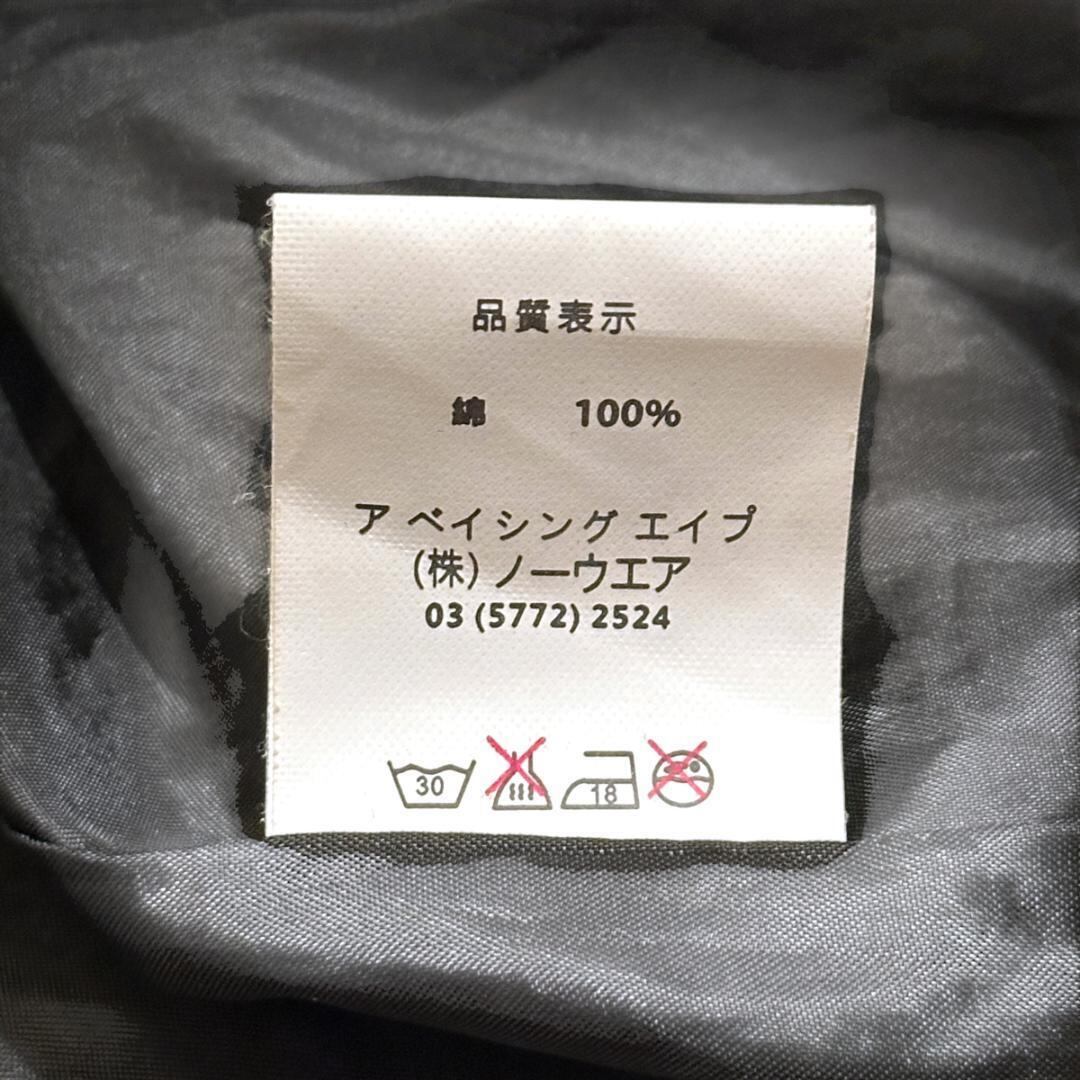 品質表示
綿 100%
ア ベイシング エイプ
(株) ノーウエア
03 (5772) 2524
30 18